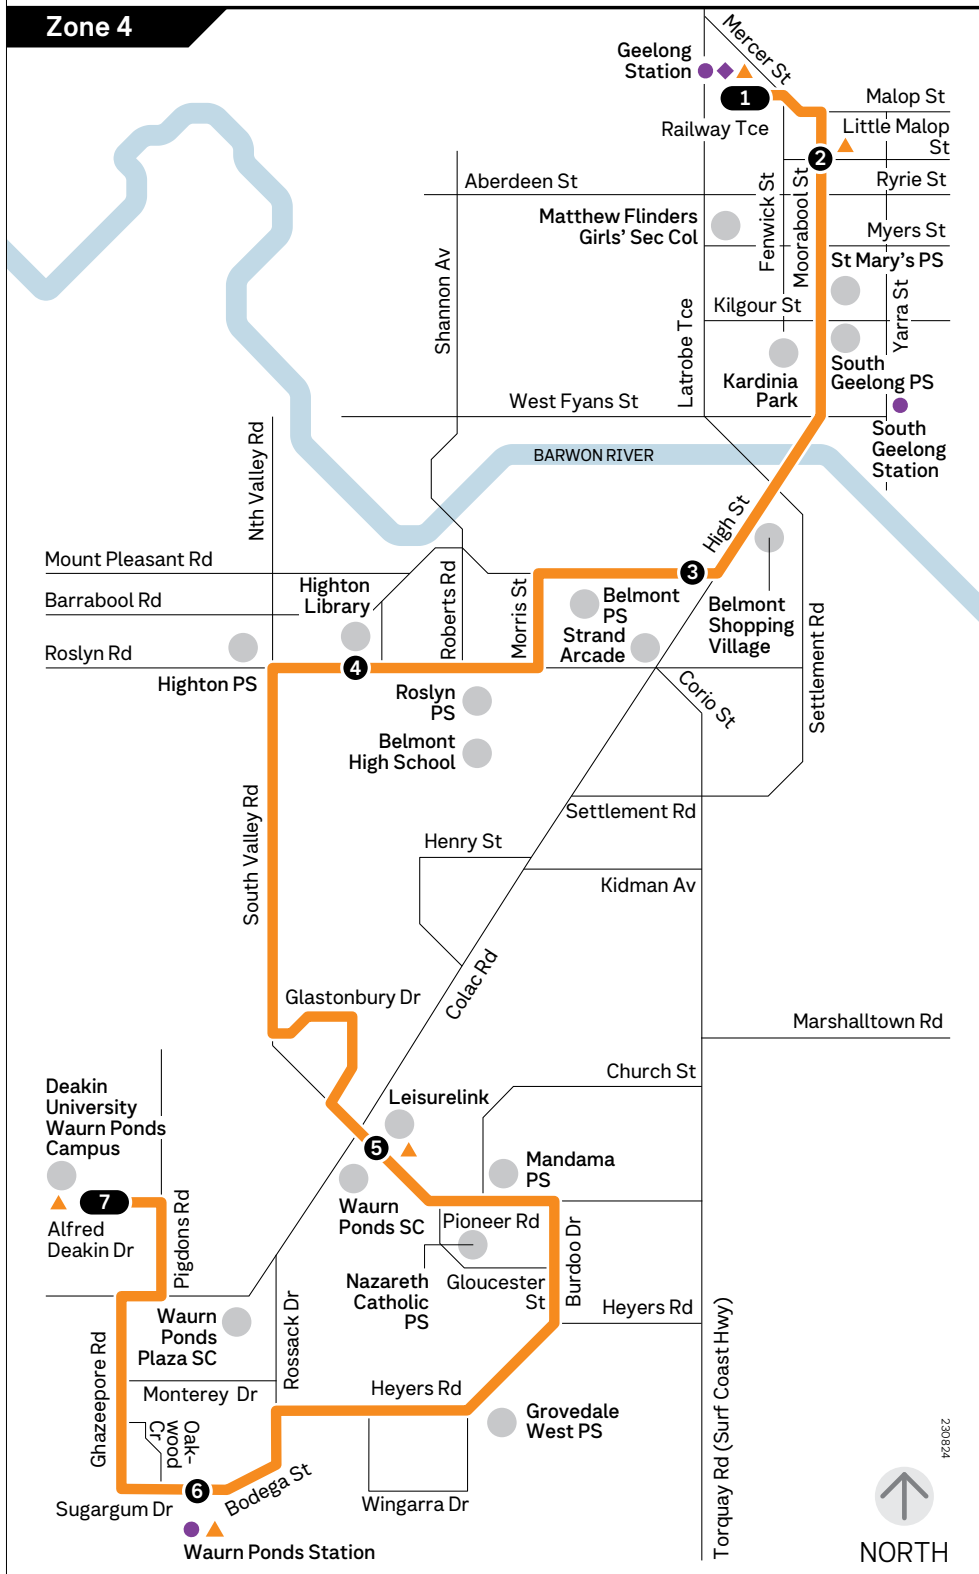 Zone 4
Mercer St
Geelong
Station
1
Malop St
Railway Tce
Little Malop
St
2
Aberdeen St
Ryrie St
Fenwick St
Moorabool St
Matthew Flinders
Girls' Sec Col
Myers St
St Mary's PS
Shannon Av
Kilgour St
Yarra St
Latrobe Tce
South
Geelong PS
Kardinia
Park
West Fyans St
South
Geelong
Station
Nth Valley Rd
BARWON RIVER
High St
Mount Pleasant Rd
3
Highton
Library
Barrabool Rd
Roberts Rd
Morris St
Belmont
PS
Belmont
Shopping
Village
Strand
Arcade
Settlement Rd
Roslyn Rd
4
Highton PS
Corio St
Roslyn
PS
Belmont
High School
South Valley Rd
Settlement Rd
Henry St
Kidman Av
Colac Rd
Glastonbury Dr
Marshalltown Rd
Church St
Deakin
University
Waurn Ponds
Campus
Leisurelink
5
Mandama
PS
7
Pigdons Rd
Waurn
Ponds SC
Pioneer Rd
Burdoo Dr
Alfred
Deakin Dr
Nazareth
Catholic
PS
Gloucester
St
Heyers Rd
Waurn
Ponds
Plaza SC
Rossack Dr
Torquay Rd (Surf Coast Hwy)
Ghazeepore Rd
Monterey Dr
Heyers Rd
Oak-
wood
Cr
Grovedale
West PS
230824
6
Bodega St
Sugargum Dr
Wingarra Dr
Waurn Ponds Station
NORTH